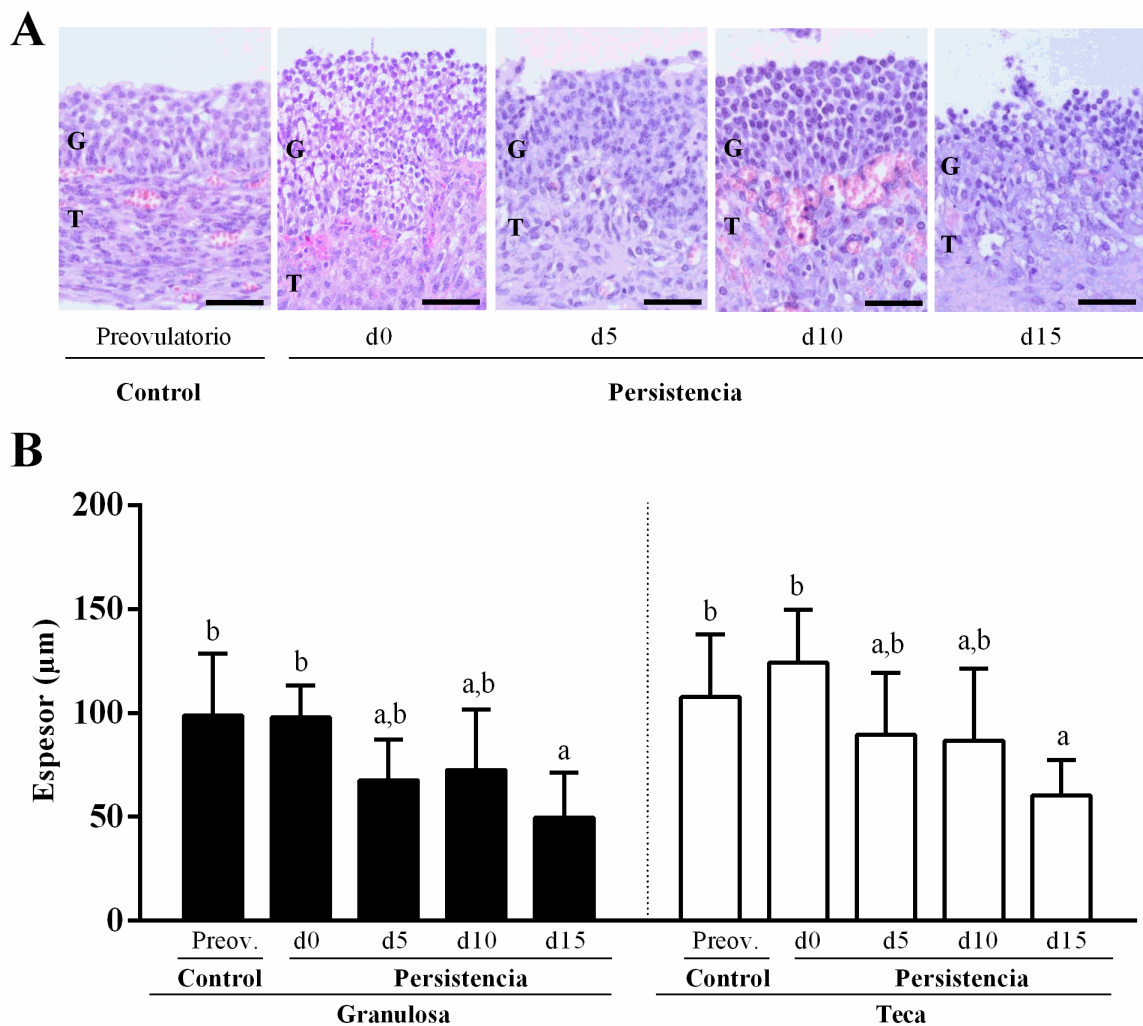 A
G
T
G
T
G
T
G
T
G
T
Preovulatorio
d0
d5
d10
d15
Control
Persistencia
B
Espesor (µm)
200
150
100
50
0
b
b
a,b
a,b
a
b
b
a,b
a,b
a
Preov.
d0
d5
d10
d15
Preov.
d0
d5
d10
d15
Control
Persistencia
Control
Persistencia
Granulosa
Teca